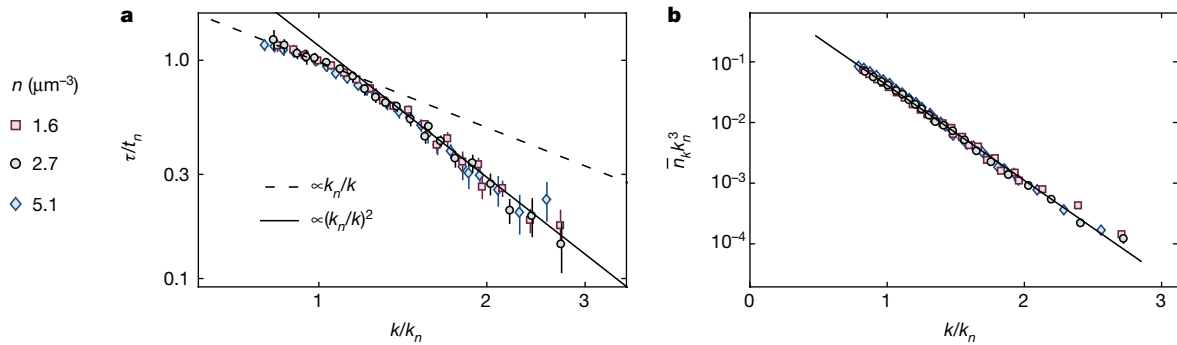 a
b
n (μm⁻³)
1.6
2.7
5.1
τ/tₙ
1.0
0.3
0.1
∝kₙ/k
∝(kₙ/k)²
1
2
3
k/kₙ
n̄ₖkₙ³
10⁻¹
10⁻²
10⁻³
10⁻⁴
0
1
2
3
k/kₙ